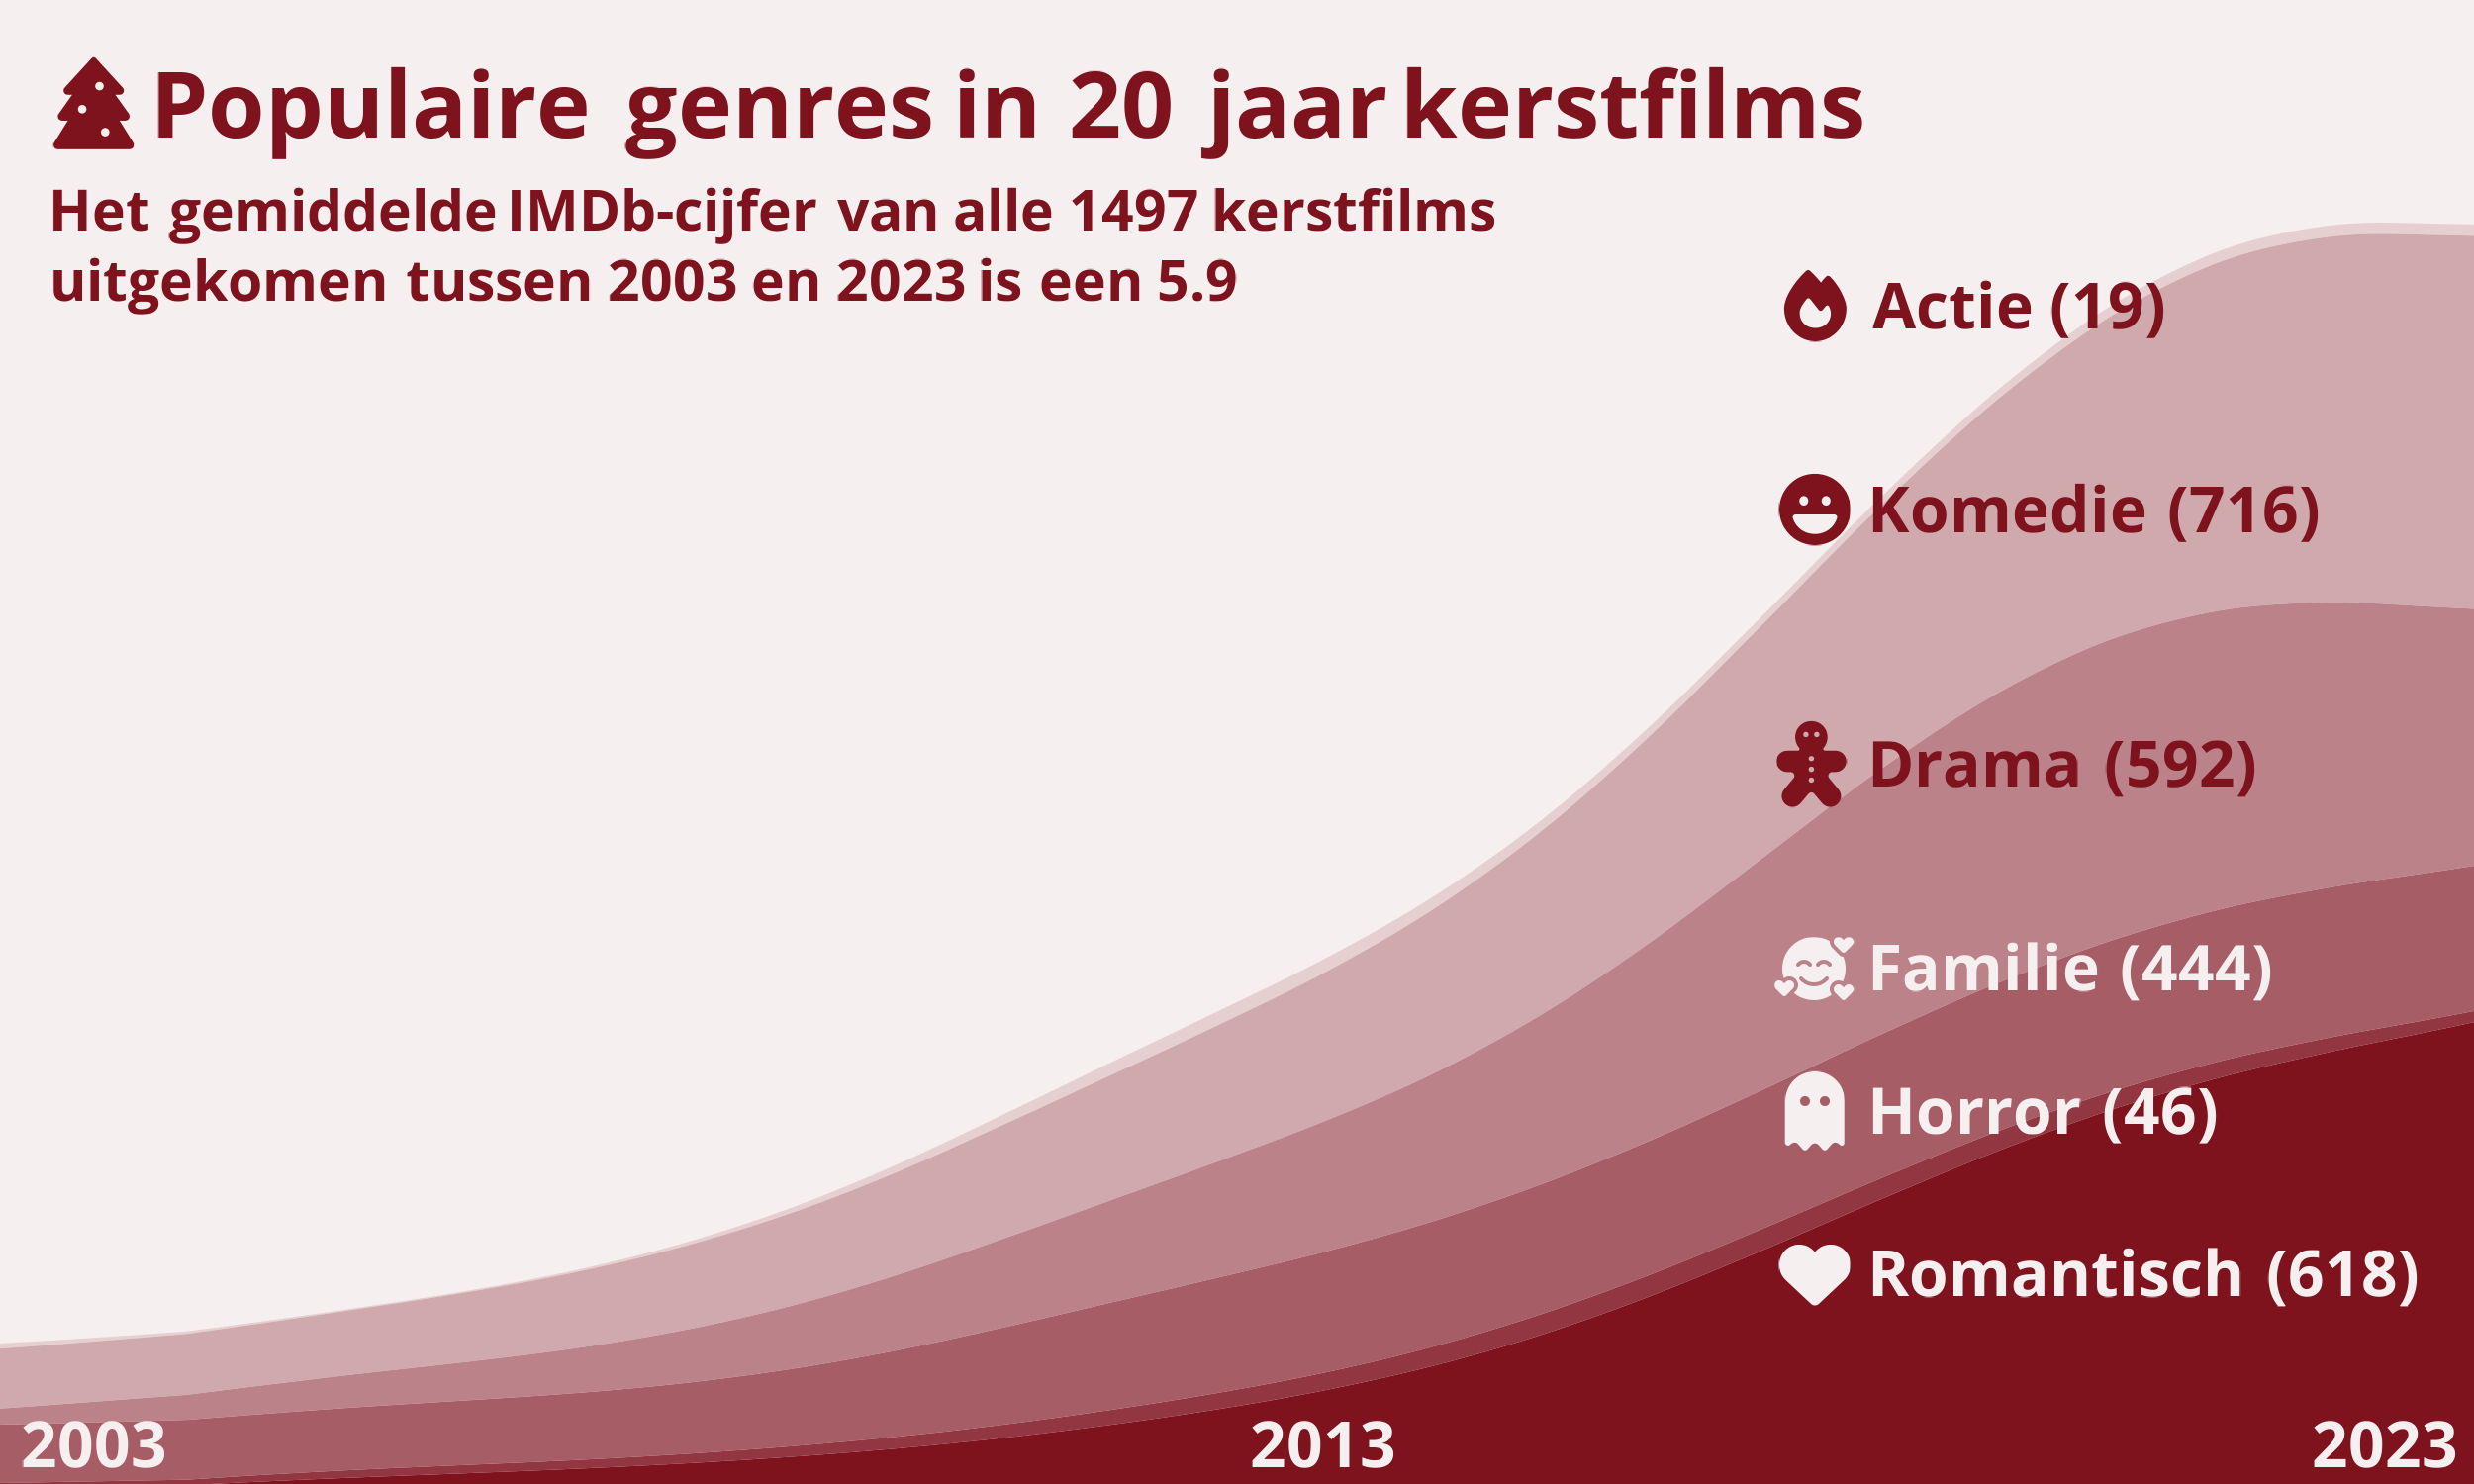 Populaire genres in 20 jaar kerstfilms
Het gemiddelde IMDb-cijfer van alle 1497 kerstfilms
uitgekomen tussen 2003 en 2023 is een 5.9
Actie (19)
Komedie (716)
Drama (592)
Familie (444)
Horror (46)
Romantisch (618)
2003
2013
2023